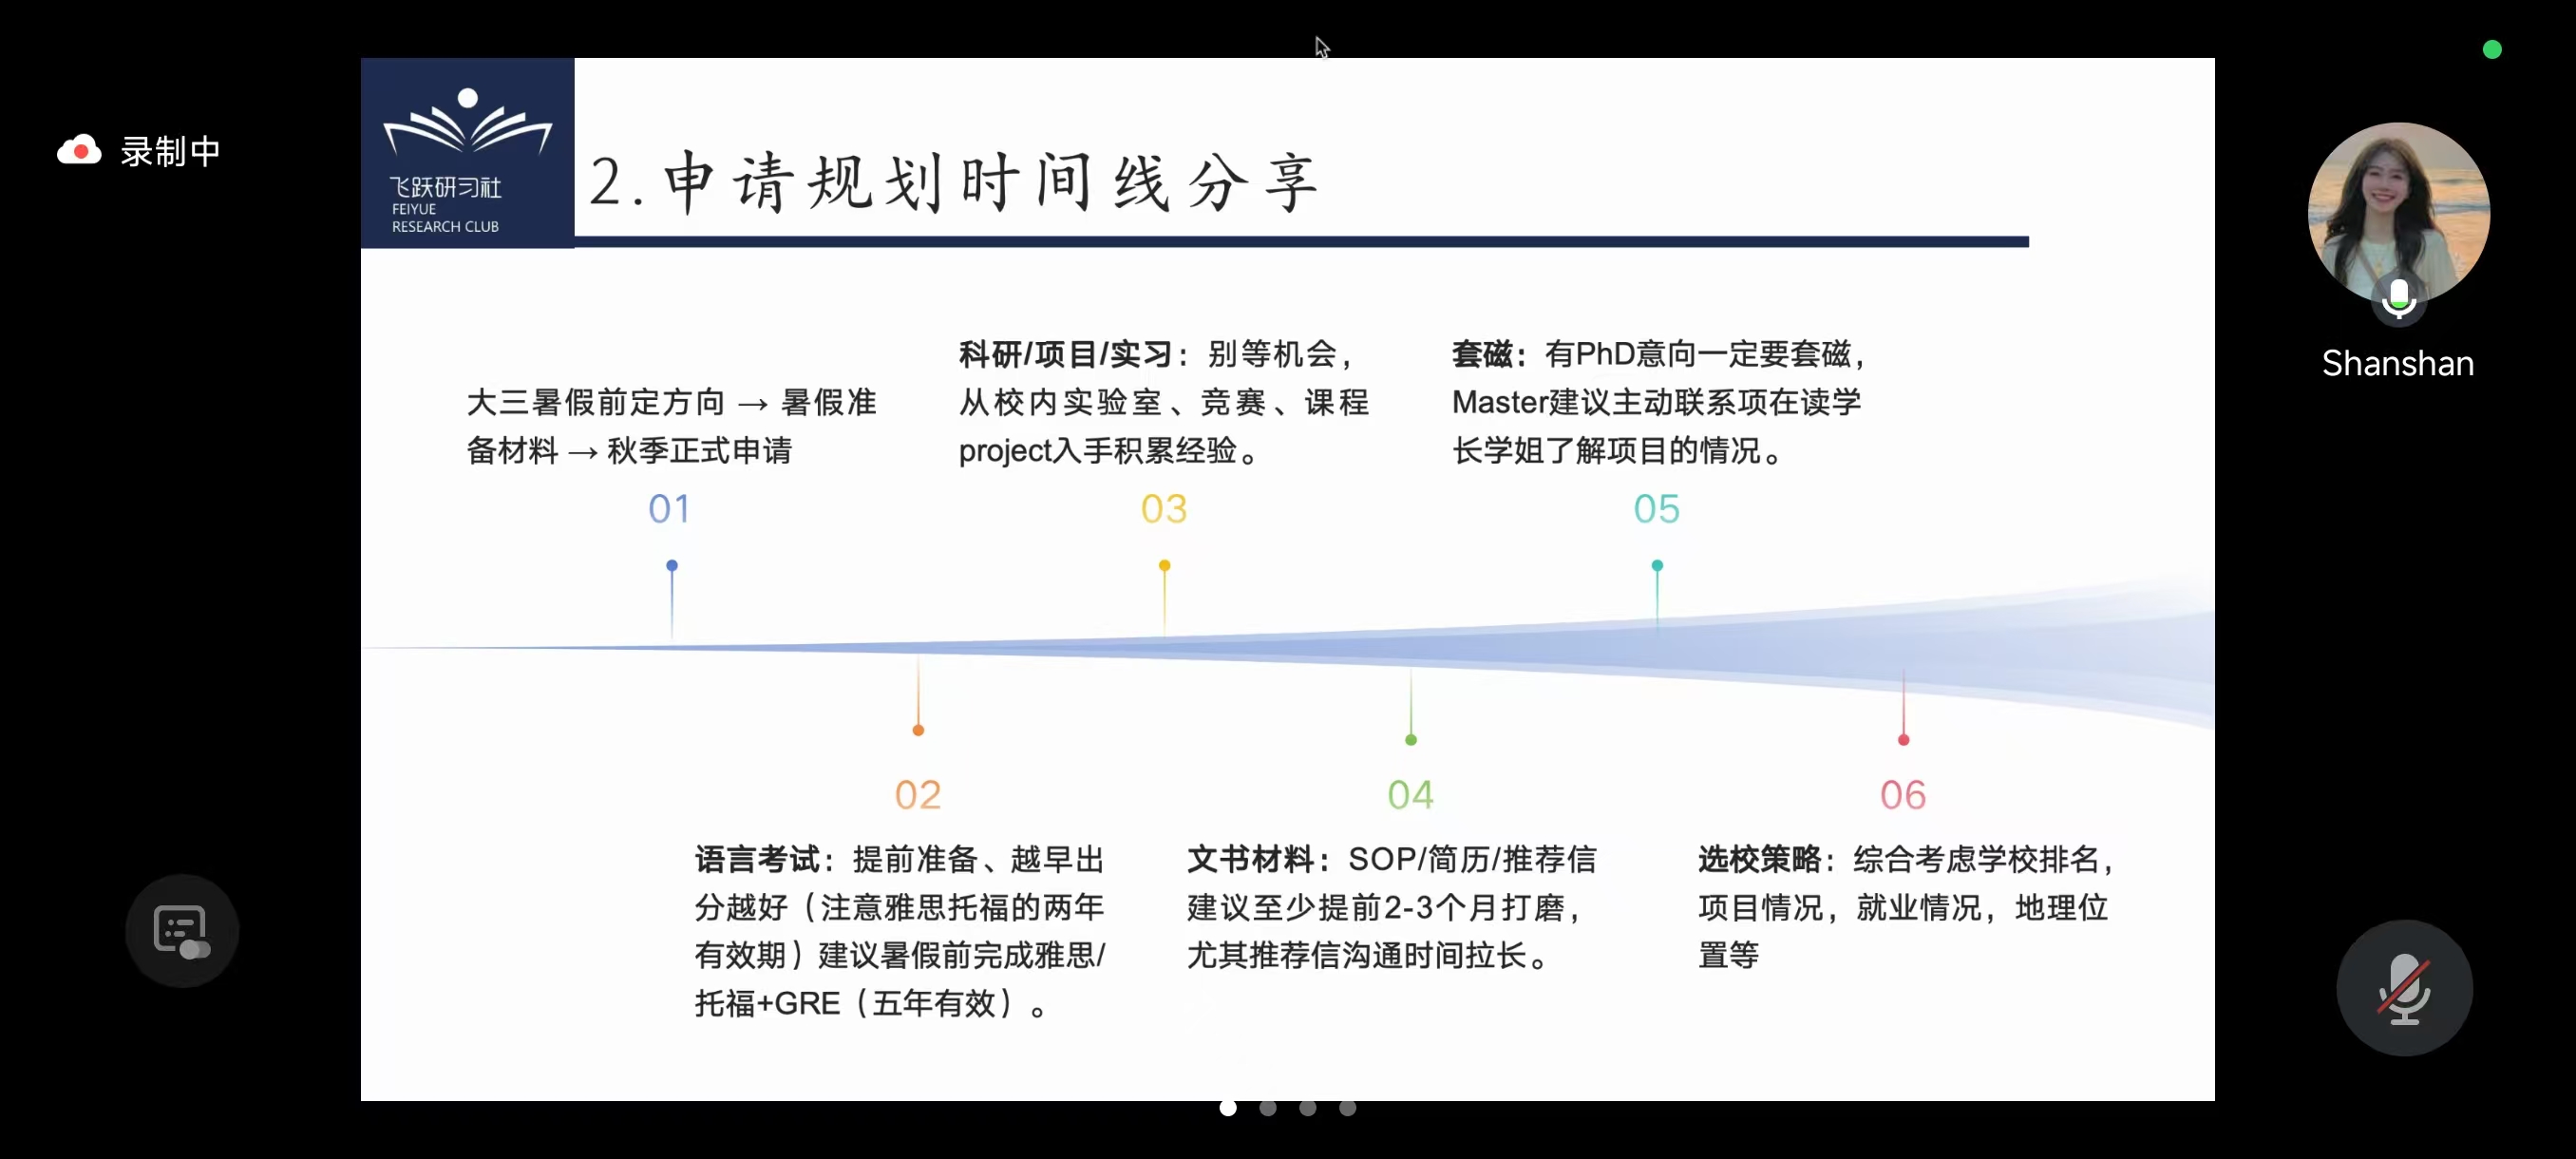 录制中
飞跃研习社
FEIYUE
RESEARCH CLUB
2.申请规划时间线分享
Shanshan
大三暑假前定方向 → 暑假准
备材料 → 秋季正式申请
01
科研/项目/实习：别等机会，
从校内实验室、竞赛、课程
project入手积累经验。
03
套磁：有PhD意向一定要套磁，
Master建议主动联系项在读学
长学姐了解项目的情况。
05
02
语言考试：提前准备、越早出
分越好（注意雅思托福的两年
有效期）建议暑假前完成雅思/
托福+GRE（五年有效）。
04
文书材料：SOP/简历/推荐信
建议至少提前2-3个月打磨，
尤其推荐信沟通时间拉长。
06
选校策略：综合考虑学校排名，
项目情况，就业情况，地理位
置等